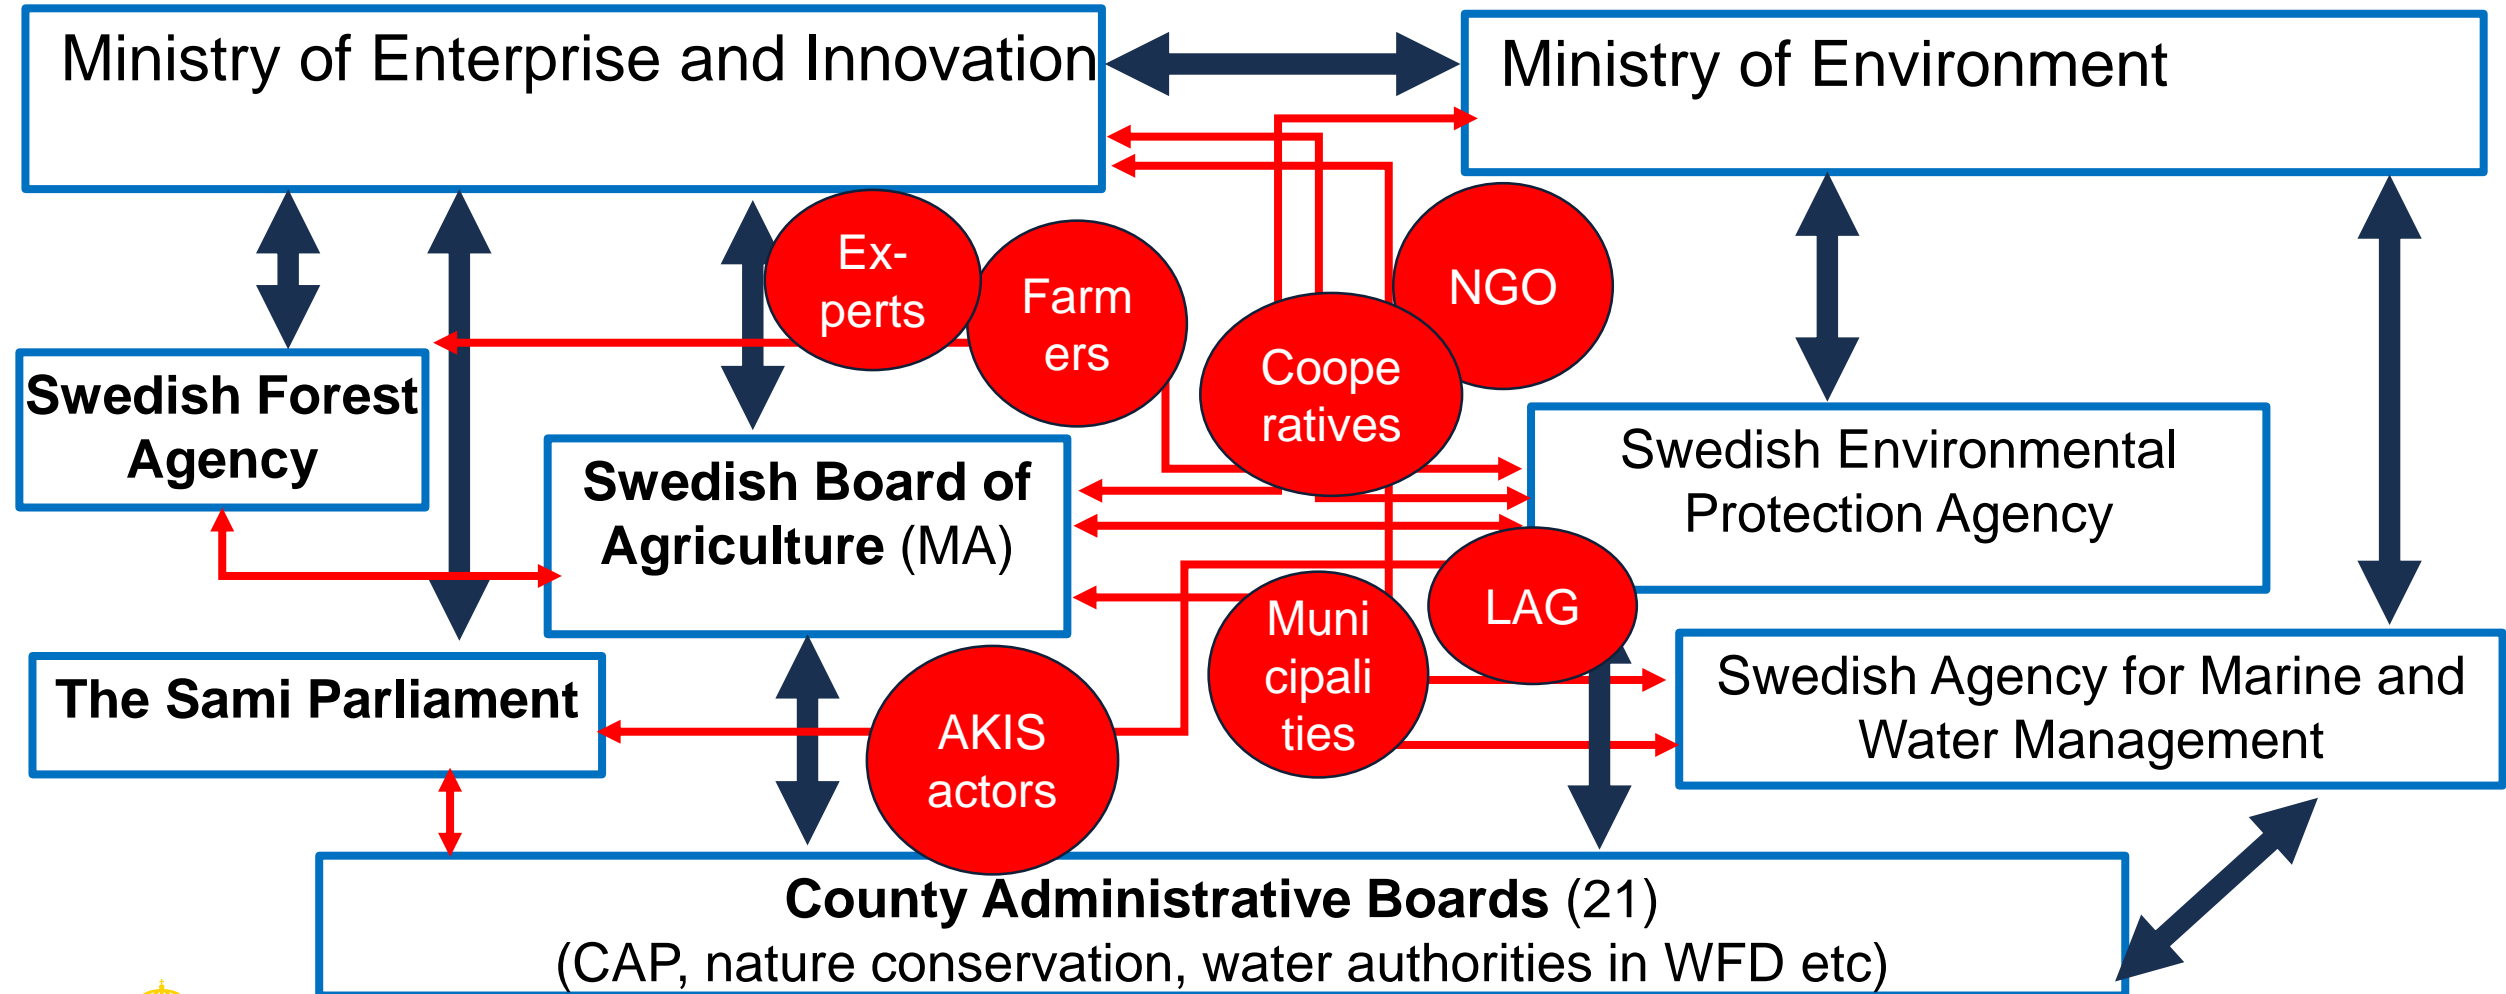 Ministry of Enterprise and Innovation
Ministry of Environment
Ex-
perts
Farm
ers
NGO
Coope
ratives
Swedish Forest
Agency
Swedish Board of
Agriculture (MA)
Swedish Environmental
Protection Agency
LAG
Muni
cipali
ties
The Sami Parliament
AKIS
actors
Swedish Agency for Marine and
Water Management
County Administrative Boards (21)
(CAP, nature conservation, water authorities in WFD etc)